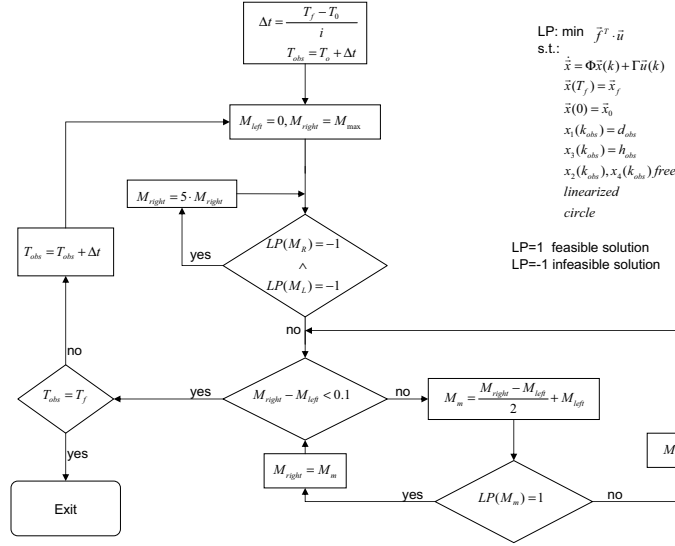 Δt = (T_f − T_0) / i
T_obs = T_o + Δt
LP: min f⃗^T · u⃗
s.t.:
ẋ⃗ = Φx⃗(k) + Γu⃗(k)
x⃗(T_f) = x⃗_f
x⃗(0) = x⃗_0
x_1(k_obs) = d_obs
x_3(k_obs) = h_obs
x_2(k_obs), x_4(k_obs) free
linearized
circle
LP=1 feasible solution
LP=-1 infeasible solution
M_left = 0, M_right = M_max
M_right = 5 · M_right
yes
LP(M_R) = −1
∧
LP(M_L) = −1
no
T_obs = T_obs + Δt
no
T_obs = T_f
yes
M_right − M_left < 0.1
no
M_m = (M_right − M_left) / 2 + M_left
yes
Exit
M_right = M_m
yes
LP(M_m) = 1
no
M